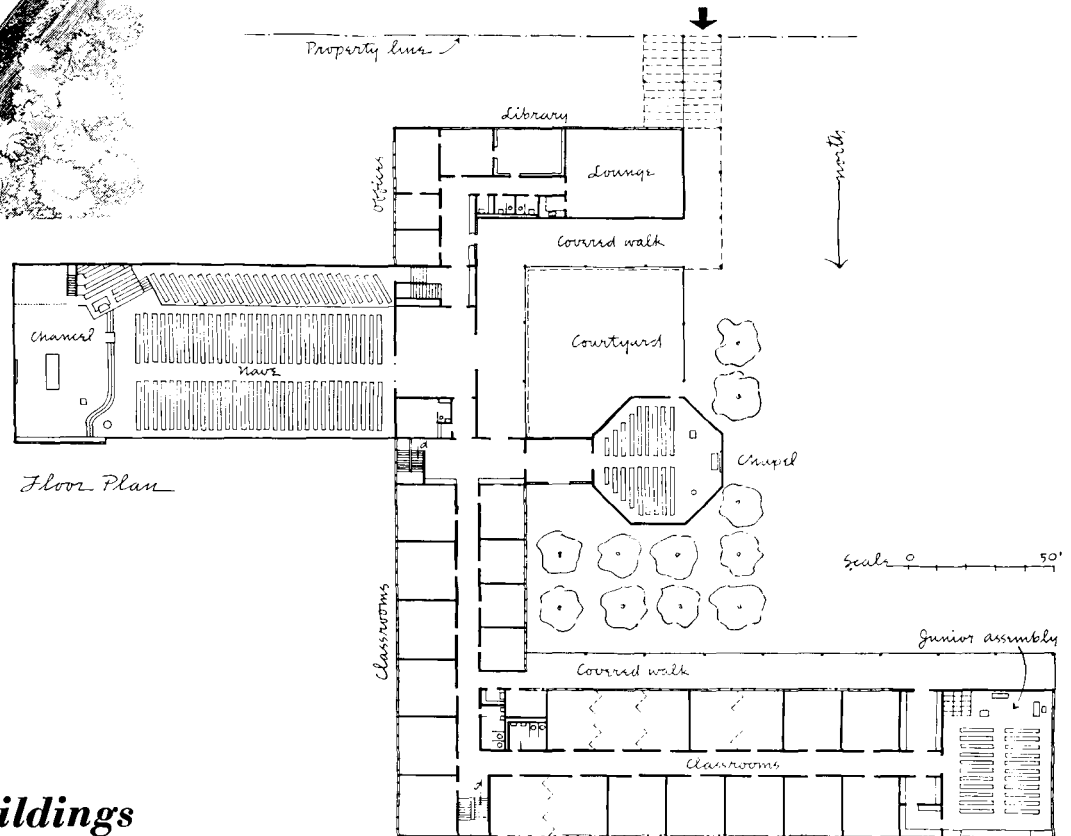 Property line
Library
Offices
Lounge
north
Covered walk
Chancel
Nave
Courtyard
Chapel
Floor Plan
Scale 0 50'
Classrooms
Junior assembly
Covered walk
Classrooms
ildings